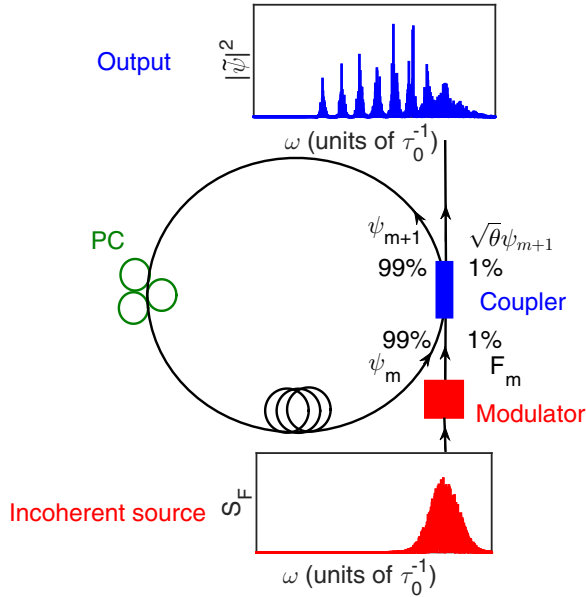 Output
|ψ̃|²
ω (units of τ₀⁻¹)
PC
ψₘ₊₁
√θψₘ₊₁
99% 1%
Coupler
99% 1%
ψₘ
Fₘ
Modulator
Incoherent source
S_F
ω (units of τ₀⁻¹)